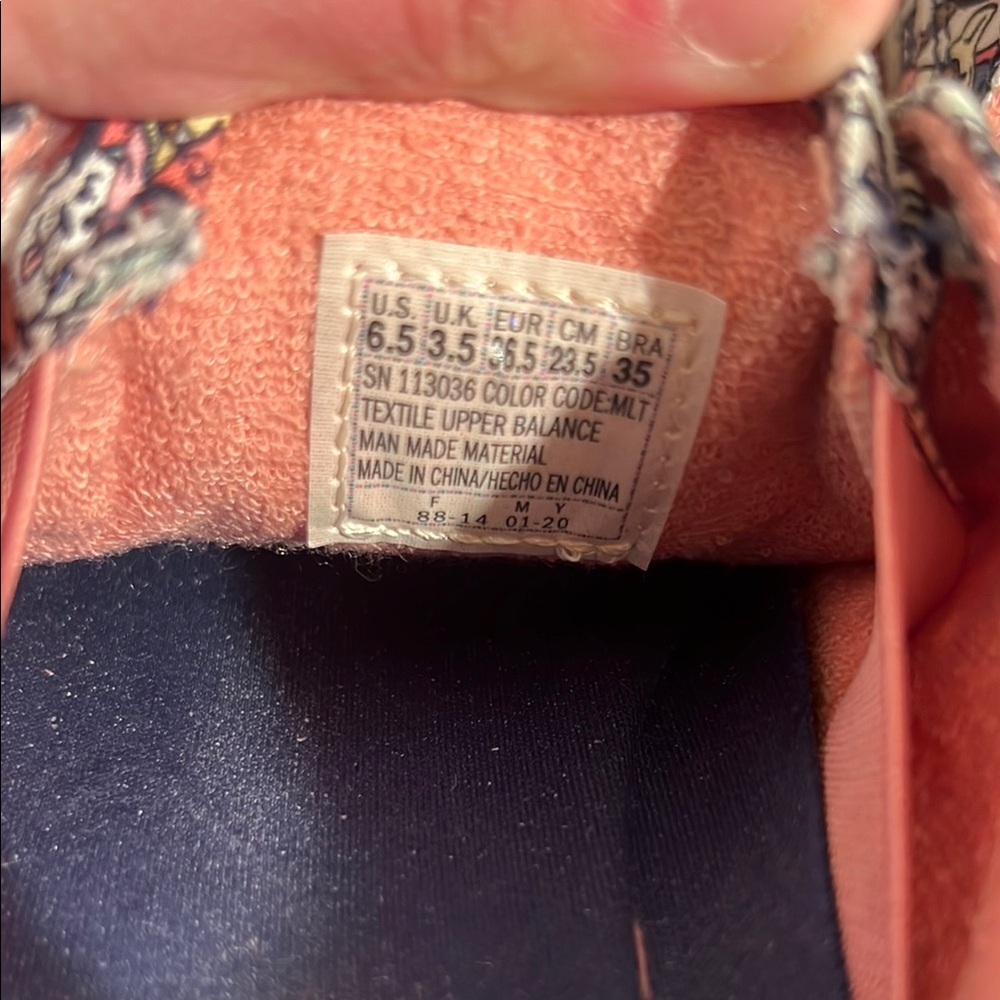 U.S. U.K EUR CM BRA
6.5 3.5 36.5 23.5 35
SN 113036 COLOR CODE:MLT
TEXTILE UPPER BALANCE
MAN MADE MATERIAL
MADE IN CHINA/HECHO EN CHINA
F M Y
88-14 01-20